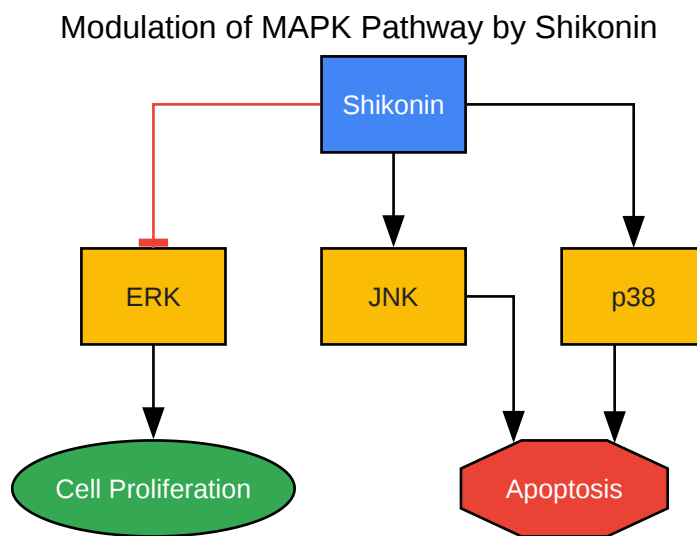 Modulation of MAPK Pathway by Shikonin
Shikonin
ERK
JNK
p38
Cell Proliferation
Apoptosis